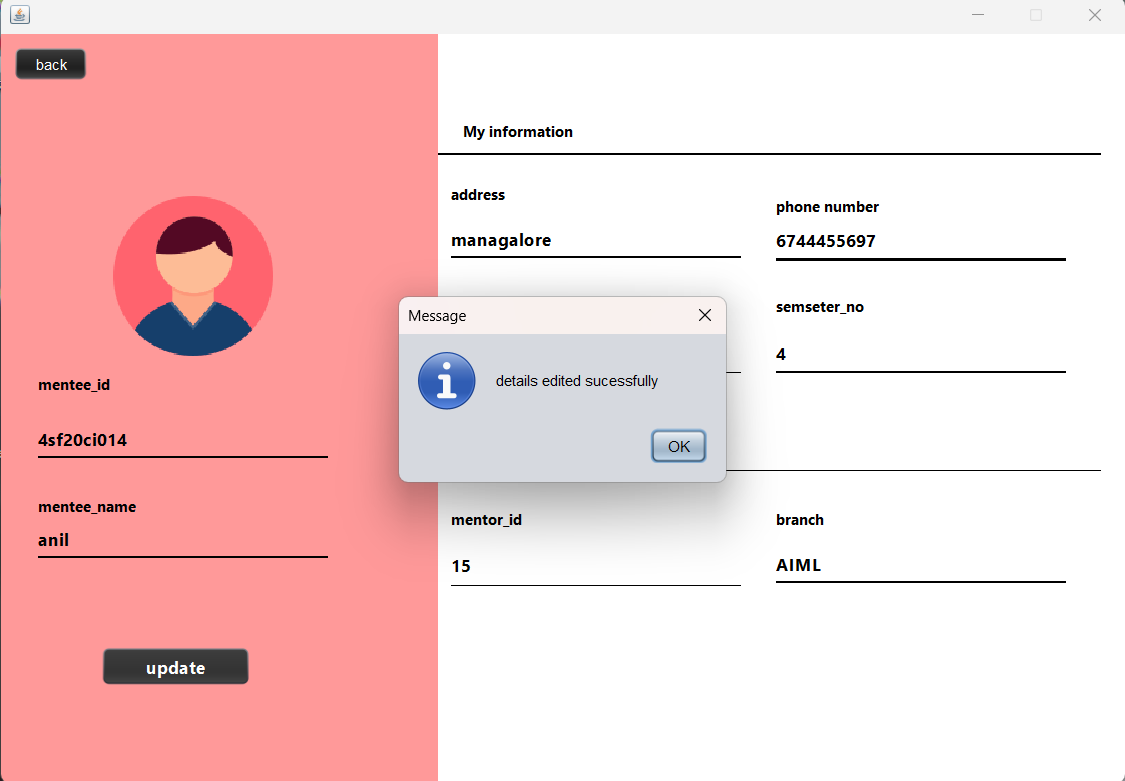 back
My information
address
phone number
managalore
6744455697
semseter_no
4
Message
details edited sucessfully
OK
mentee_id
4sf20ci014
mentee_name
anil
mentor_id
branch
15
AIML
update